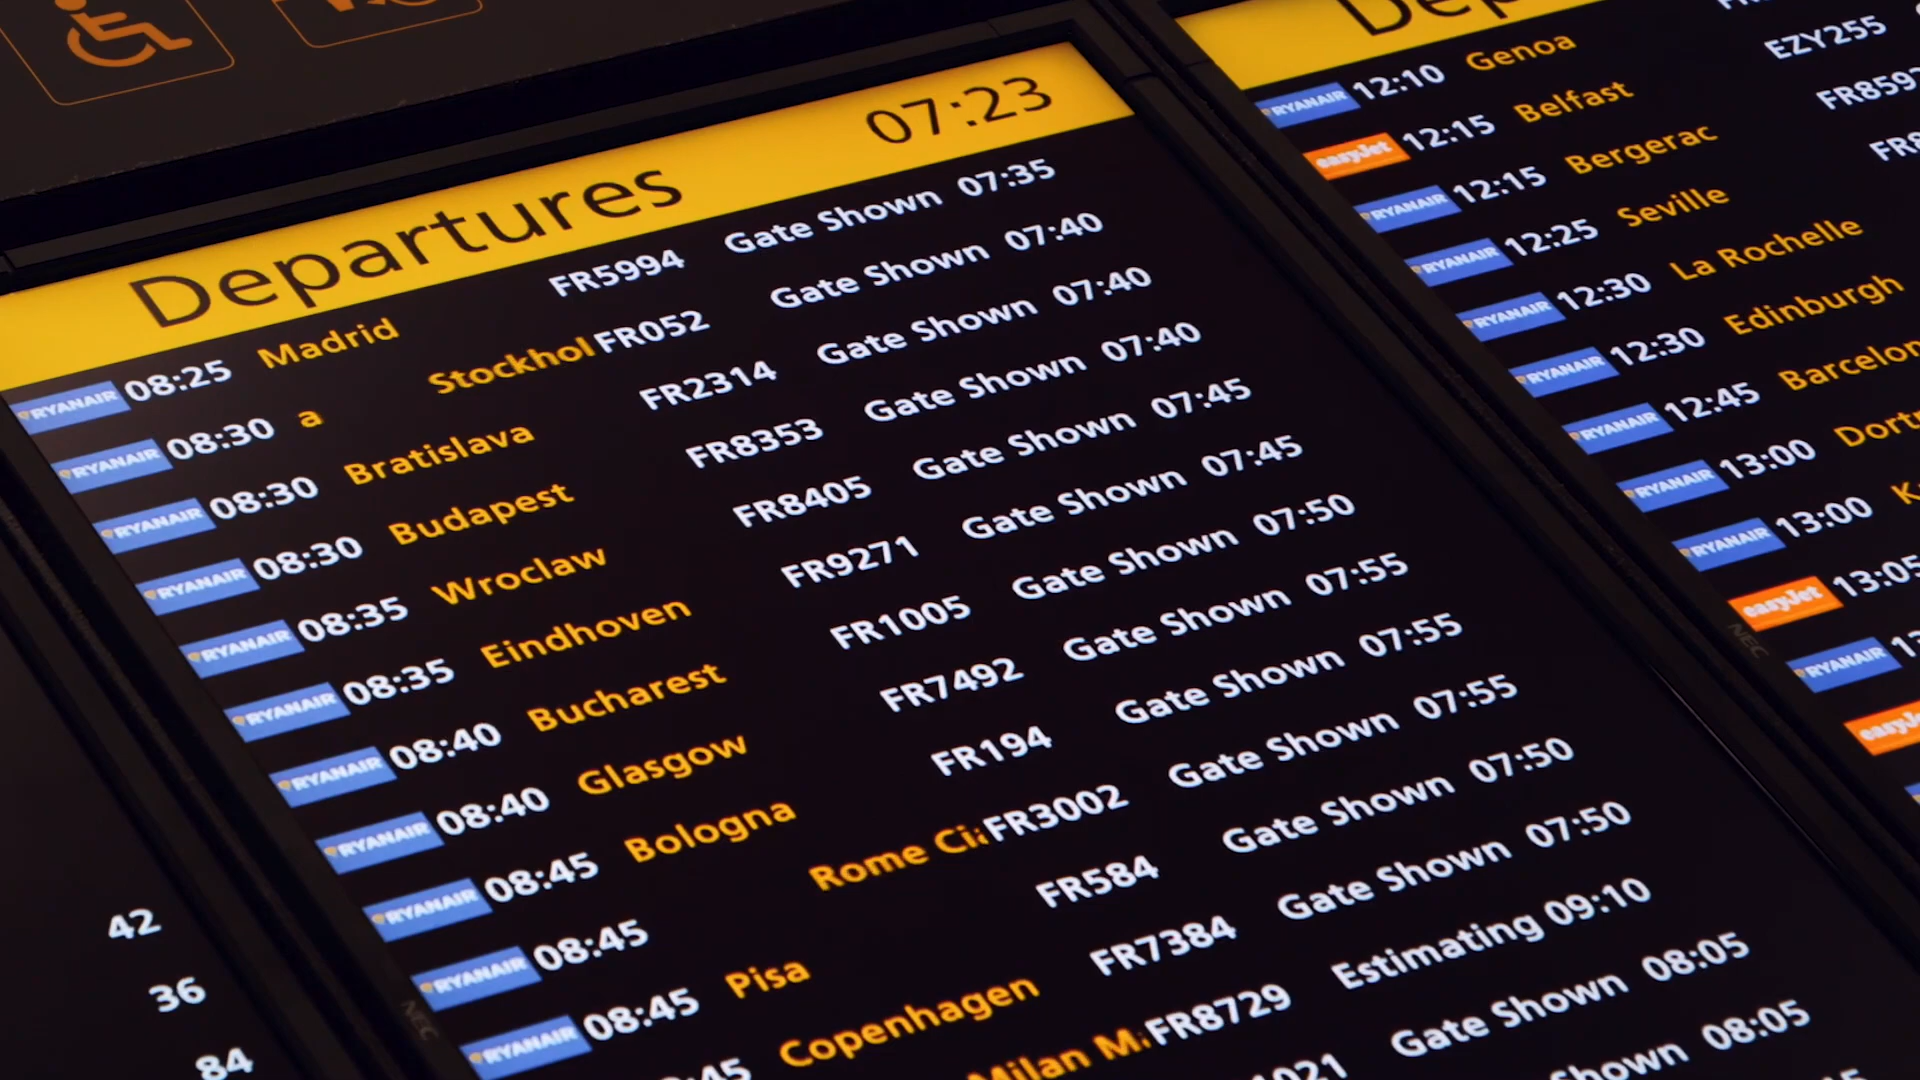 Departures 07:23
RYANAIR 08:25 Madrid FR5994 Gate Shown 07:35
RYANAIR 08:30 a Stockhol FR052 Gate Shown 07:40
RYANAIR 08:30 Bratislava FR2314 Gate Shown 07:40
RYANAIR 08:30 Budapest FR8353 Gate Shown 07:40
RYANAIR 08:35 Wroclaw FR8405 Gate Shown 07:45
RYANAIR 08:35 Eindhoven FR9271 Gate Shown 07:45
RYANAIR 08:40 Bucharest FR1005 Gate Shown 07:50
RYANAIR 08:40 Glasgow FR7492 Gate Shown 07:55
RYANAIR 08:45 Bologna FR194 Gate Shown 07:55
RYANAIR 08:45 Rome Ci FR3002 Gate Shown 07:55
RYANAIR 08:45 Pisa FR584 Gate Shown 07:50
:45 Copenhagen FR7384 Gate Shown 07:50
Milan M FR8729 Estimating 09:10
Gate Shown 08:05
Shown 08:05
NEC
42
36
84
Dep
RYANAIR 12:10 Genoa
easyJet 12:15 Belfast EZY255
RYANAIR 12:15 Bergerac FR859
RYANAIR 12:25 Seville
RYANAIR 12:30 La Rochelle
RYANAIR 12:30 Edinburgh
RYANAIR 12:45 Barcelon
RYANAIR 13:00 Dort
RYANAIR 13:00
easyJet 13:05
RYANAIR
easyJ
NEC